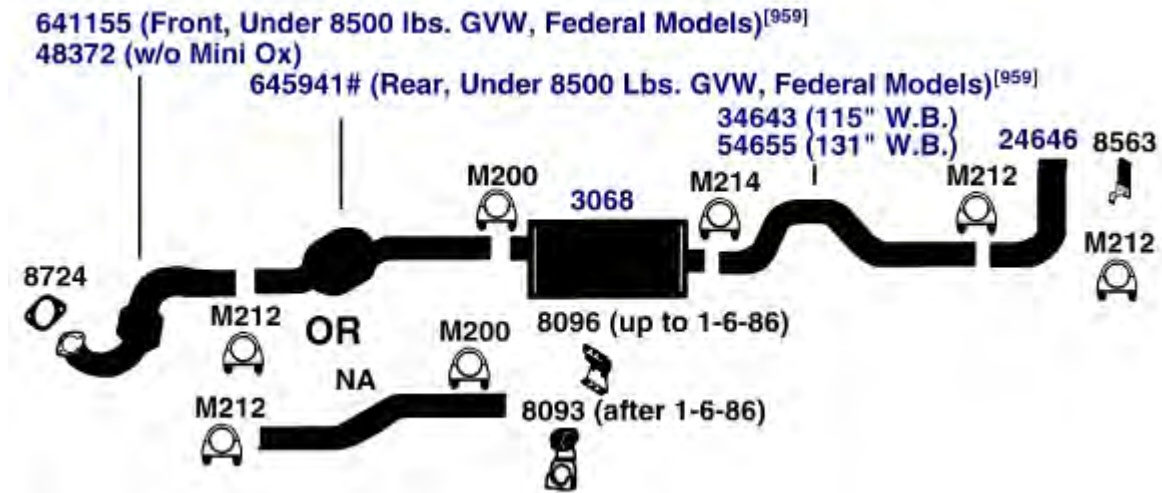 641155 (Front, Under 8500 lbs. GVW, Federal Models)[959]
48372 (w/o Mini Ox)
645941# (Rear, Under 8500 Lbs. GVW, Federal Models)[959]
34643 (115" W.B.)
54655 (131" W.B.)
24646
8563
M200
3068
M214
M212
M212
8724
M212
OR
8096 (up to 1-6-86)
M200
NA
M212
8093 (after 1-6-86)